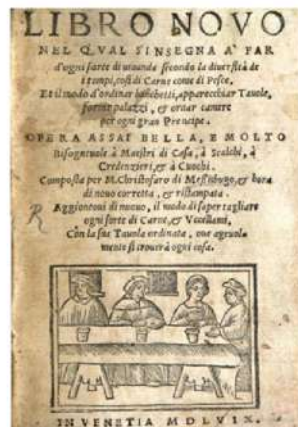 LIBRO NOVO
NEL QVAL S'INSEGNA A' FAR
d'ogni sorte di uiuanda secondo la diuersità de
i tempi, così di Carne come di Pesce.
Et il modo d'ordinar banchetti, apparecchiar Tauole,
fornir palazzi, & ornar camere
per ogni gran Prencipe.
OPERA ASSAI BELLA, E MOLTO
Bisogneuole à Maestri di Casa, à Scalchi, à
Credenzieri, & à Cuochi.
Composta per M. Christofaro di Messisbugo, & hora
di nouo corretta, & ristampata.
Aggiontoui di nuouo, il modo di saper tagliare
ogni sorte di Carne, & Vccellami,
Con la sua Tauola ordinata, oue ageuol
mente si trouerà ogni cosa.
R
IN VENETIA MDLVIX.